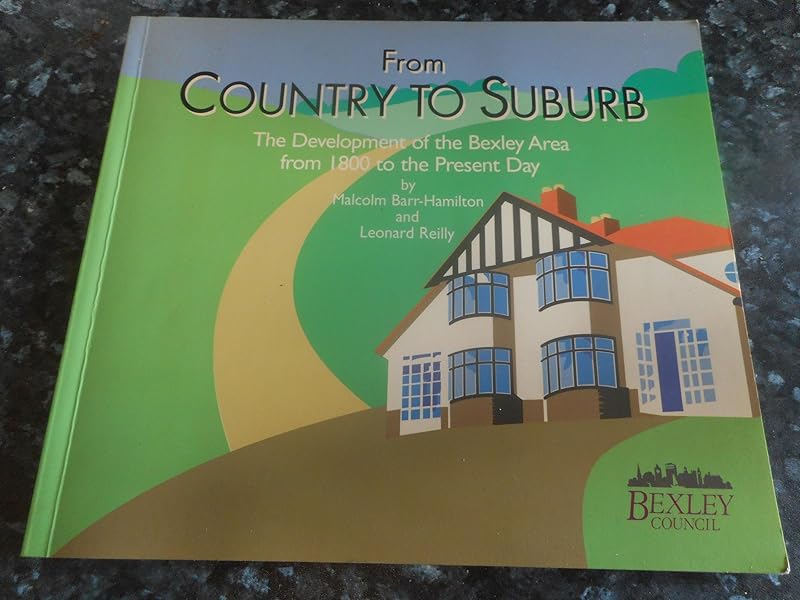 From
COUNTRY TO SUBURB
The Development of the Bexley Area
from 1800 to the Present Day
by
Malcolm Barr-Hamilton
and
Leonard Reilly
BEXLEY
COUNCIL